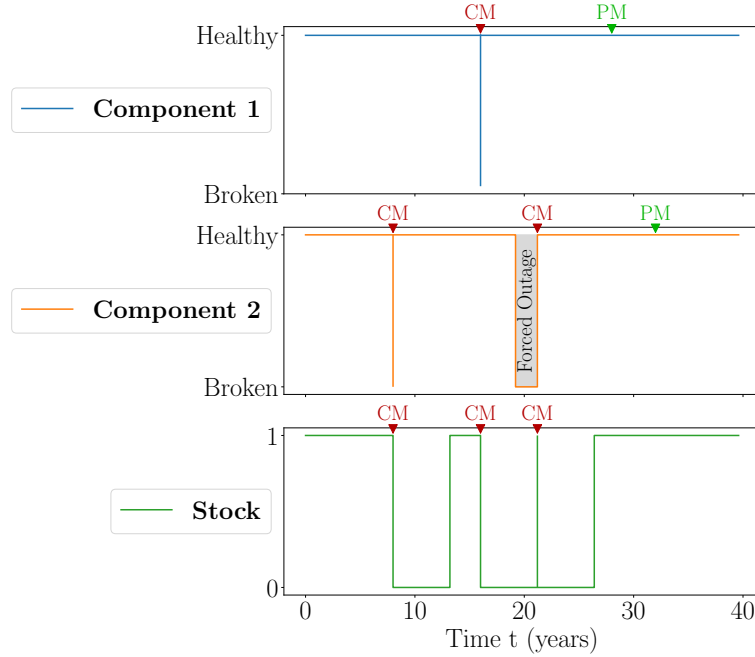 CM PM
Healthy
Component 1
Broken
CM CM PM
Healthy
Component 2
Forced Outage
Broken
CM CM CM
1
Stock
0
0 10 20 30 40
Time t (years)